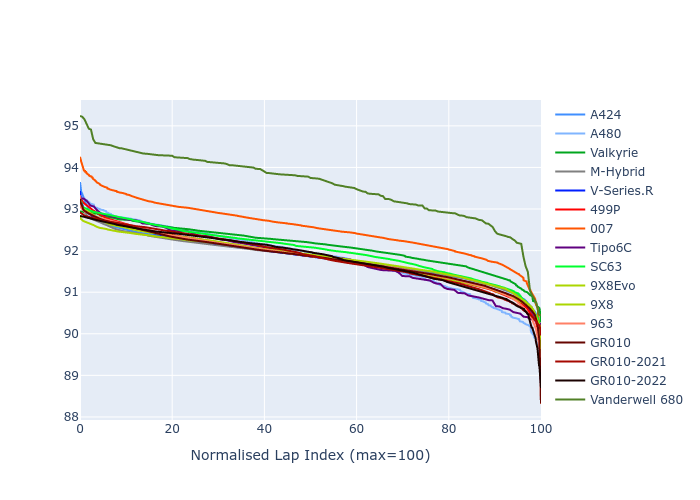 95
94
93
92
91
90
89
88
0 20 40 60 80 100
Normalised Lap Index (max=100)
A424
A480
Valkyrie
M-Hybrid
V-Series.R
499P
007
Tipo6C
SC63
9X8Evo
9X8
963
GR010
GR010-2021
GR010-2022
Vanderwell 680